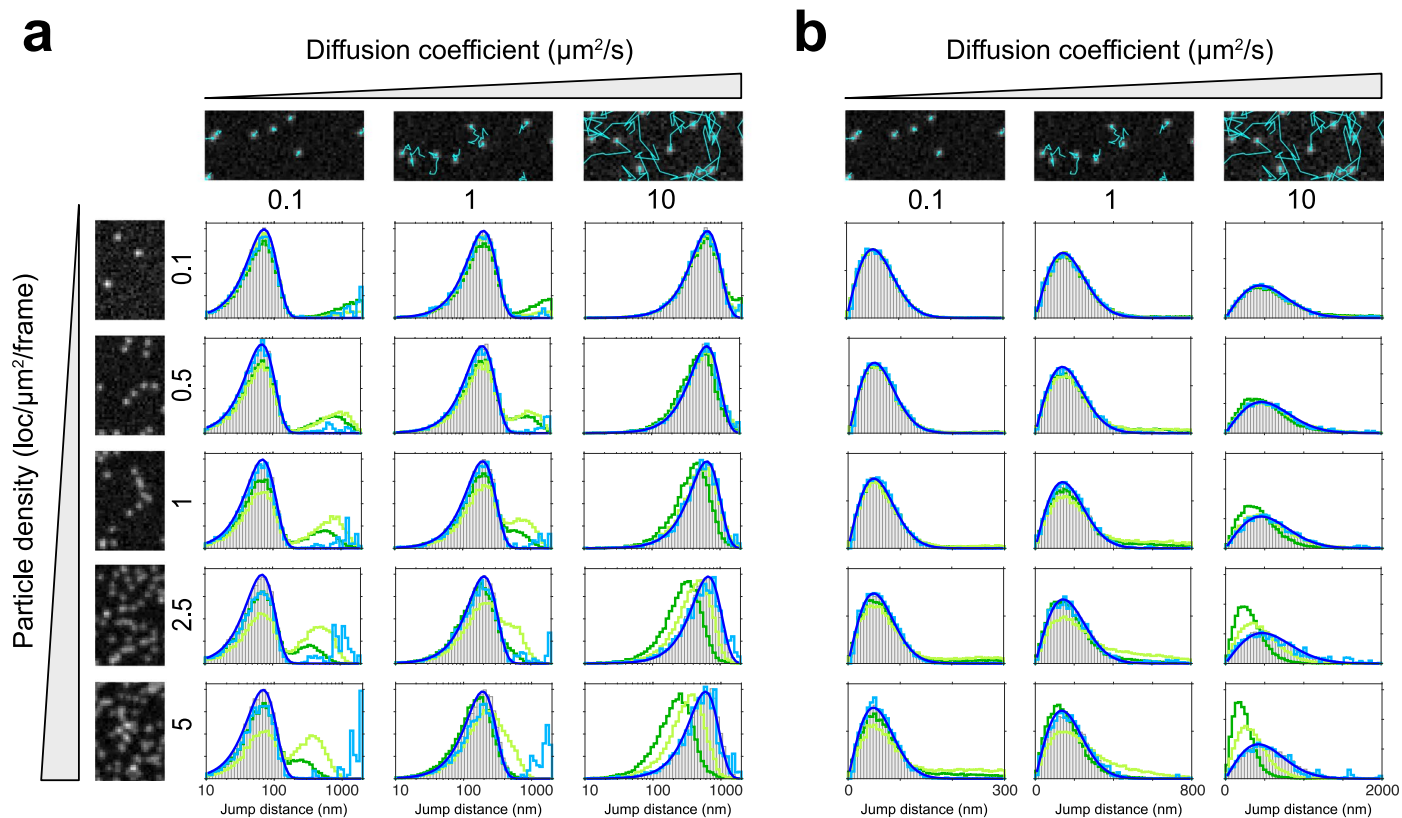 a
b
Diffusion coefficient (µm²/s)
Diffusion coefficient (µm²/s)
0.1
1
10
0.1
1
10
Particle density (loc/µm²/frame)
0.1
0.5
1
2.5
5
10
100
1000
10
100
1000
10
100
1000
0
300
0
800
0
2000
Jump distance (nm)
Jump distance (nm)
Jump distance (nm)
Jump distance (nm)
Jump distance (nm)
Jump distance (nm)